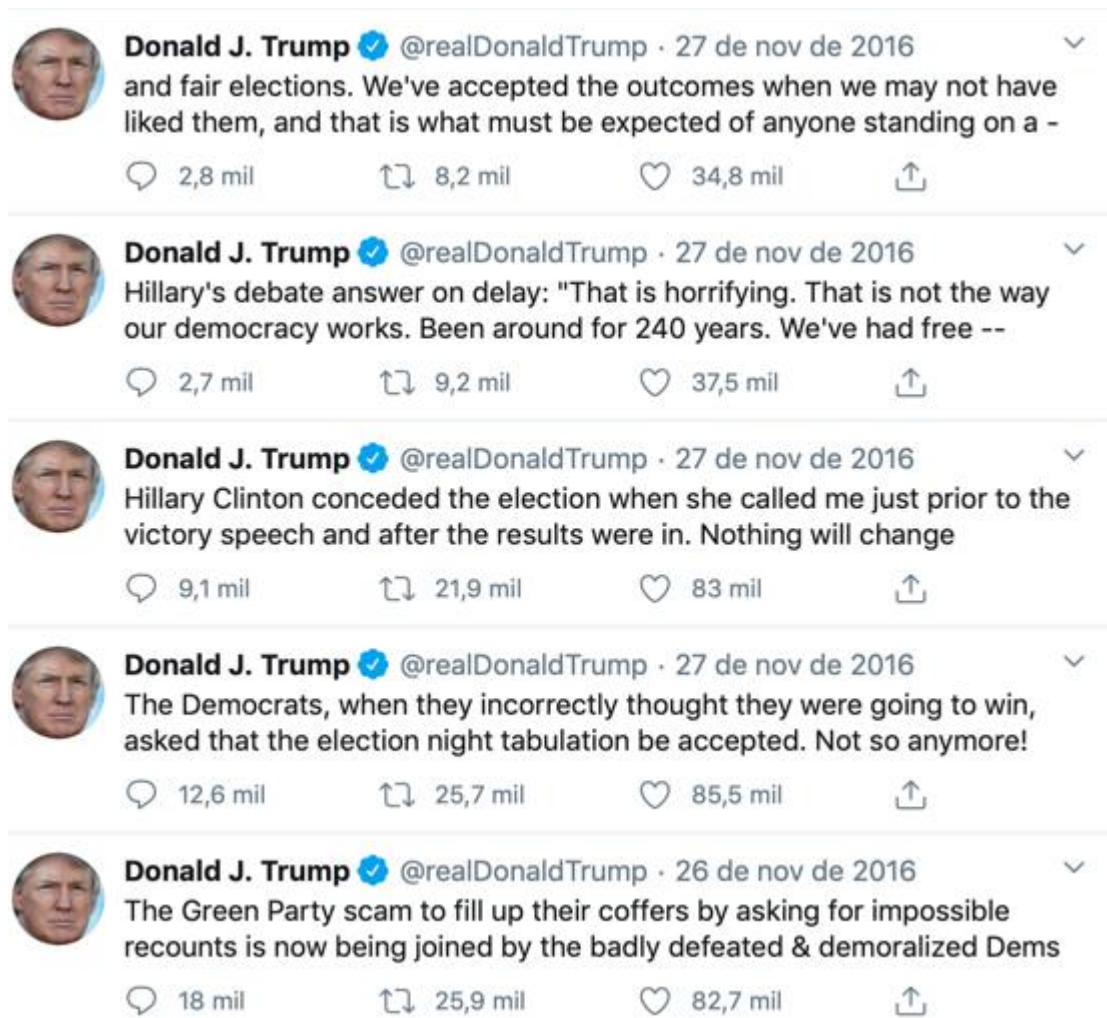 Donald J. Trump @realDonaldTrump · 27 de nov de 2016
and fair elections. We've accepted the outcomes when we may not have
liked them, and that is what must be expected of anyone standing on a -
2,8 mil 8,2 mil 34,8 mil
Donald J. Trump @realDonaldTrump · 27 de nov de 2016
Hillary's debate answer on delay: "That is horrifying. That is not the way
our democracy works. Been around for 240 years. We've had free --
2,7 mil 9,2 mil 37,5 mil
Donald J. Trump @realDonaldTrump · 27 de nov de 2016
Hillary Clinton conceded the election when she called me just prior to the
victory speech and after the results were in. Nothing will change
9,1 mil 21,9 mil 83 mil
Donald J. Trump @realDonaldTrump · 27 de nov de 2016
The Democrats, when they incorrectly thought they were going to win,
asked that the election night tabulation be accepted. Not so anymore!
12,6 mil 25,7 mil 85,5 mil
Donald J. Trump @realDonaldTrump · 26 de nov de 2016
The Green Party scam to fill up their coffers by asking for impossible
recounts is now being joined by the badly defeated & demoralized Dems
18 mil 25,9 mil 82,7 mil